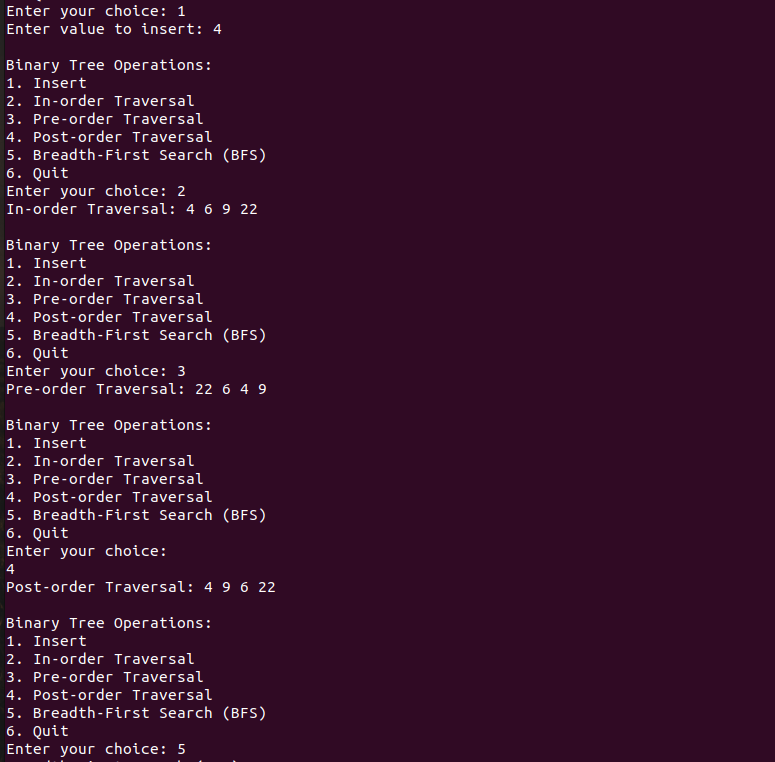 Enter your choice: 1
Enter value to insert: 4
Binary Tree Operations:
1. Insert
2. In-order Traversal
3. Pre-order Traversal
4. Post-order Traversal
5. Breadth-First Search (BFS)
6. Quit
Enter your choice: 2
In-order Traversal: 4 6 9 22
Binary Tree Operations:
1. Insert
2. In-order Traversal
3. Pre-order Traversal
4. Post-order Traversal
5. Breadth-First Search (BFS)
6. Quit
Enter your choice: 3
Pre-order Traversal: 22 6 4 9
Binary Tree Operations:
1. Insert
2. In-order Traversal
3. Pre-order Traversal
4. Post-order Traversal
5. Breadth-First Search (BFS)
6. Quit
Enter your choice:
4
Post-order Traversal: 4 9 6 22
Binary Tree Operations:
1. Insert
2. In-order Traversal
3. Pre-order Traversal
4. Post-order Traversal
5. Breadth-First Search (BFS)
6. Quit
Enter your choice: 5